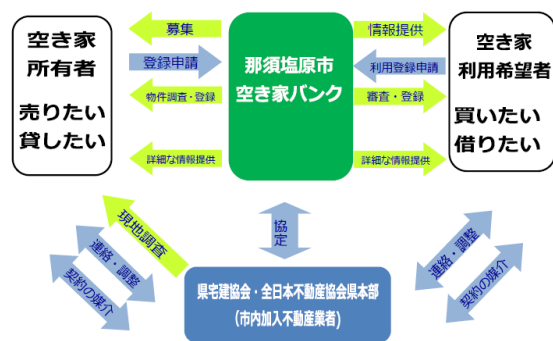 空き家
所有者
売りたい
貸したい
募集
登録申請
物件調査・登録
詳細な情報提供
那須塩原市
空き家バンク
情報提供
利用登録申請
審査・登録
詳細な情報提供
空き家
利用希望者
買いたい
借りたい
現地調査
連絡・調整
契約の媒介
協定
連絡・調整
契約の媒介
県宅建協会・全日本不動産協会県本部
（市内加入不動産業者)